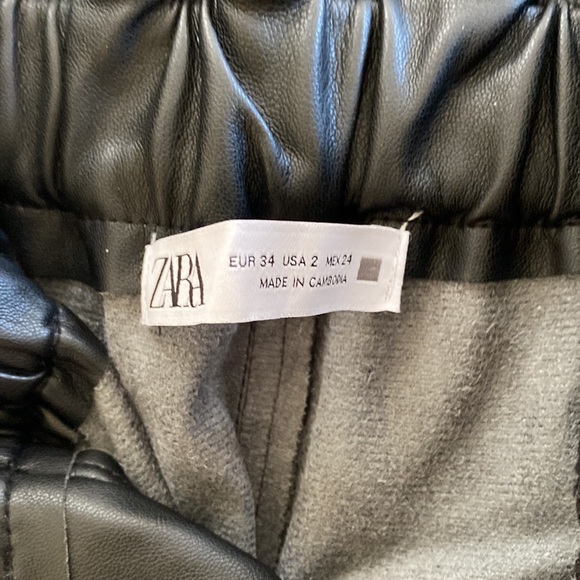 ZARA
EUR 34 USA 2 MEX 24
MADE IN CAMBODIA